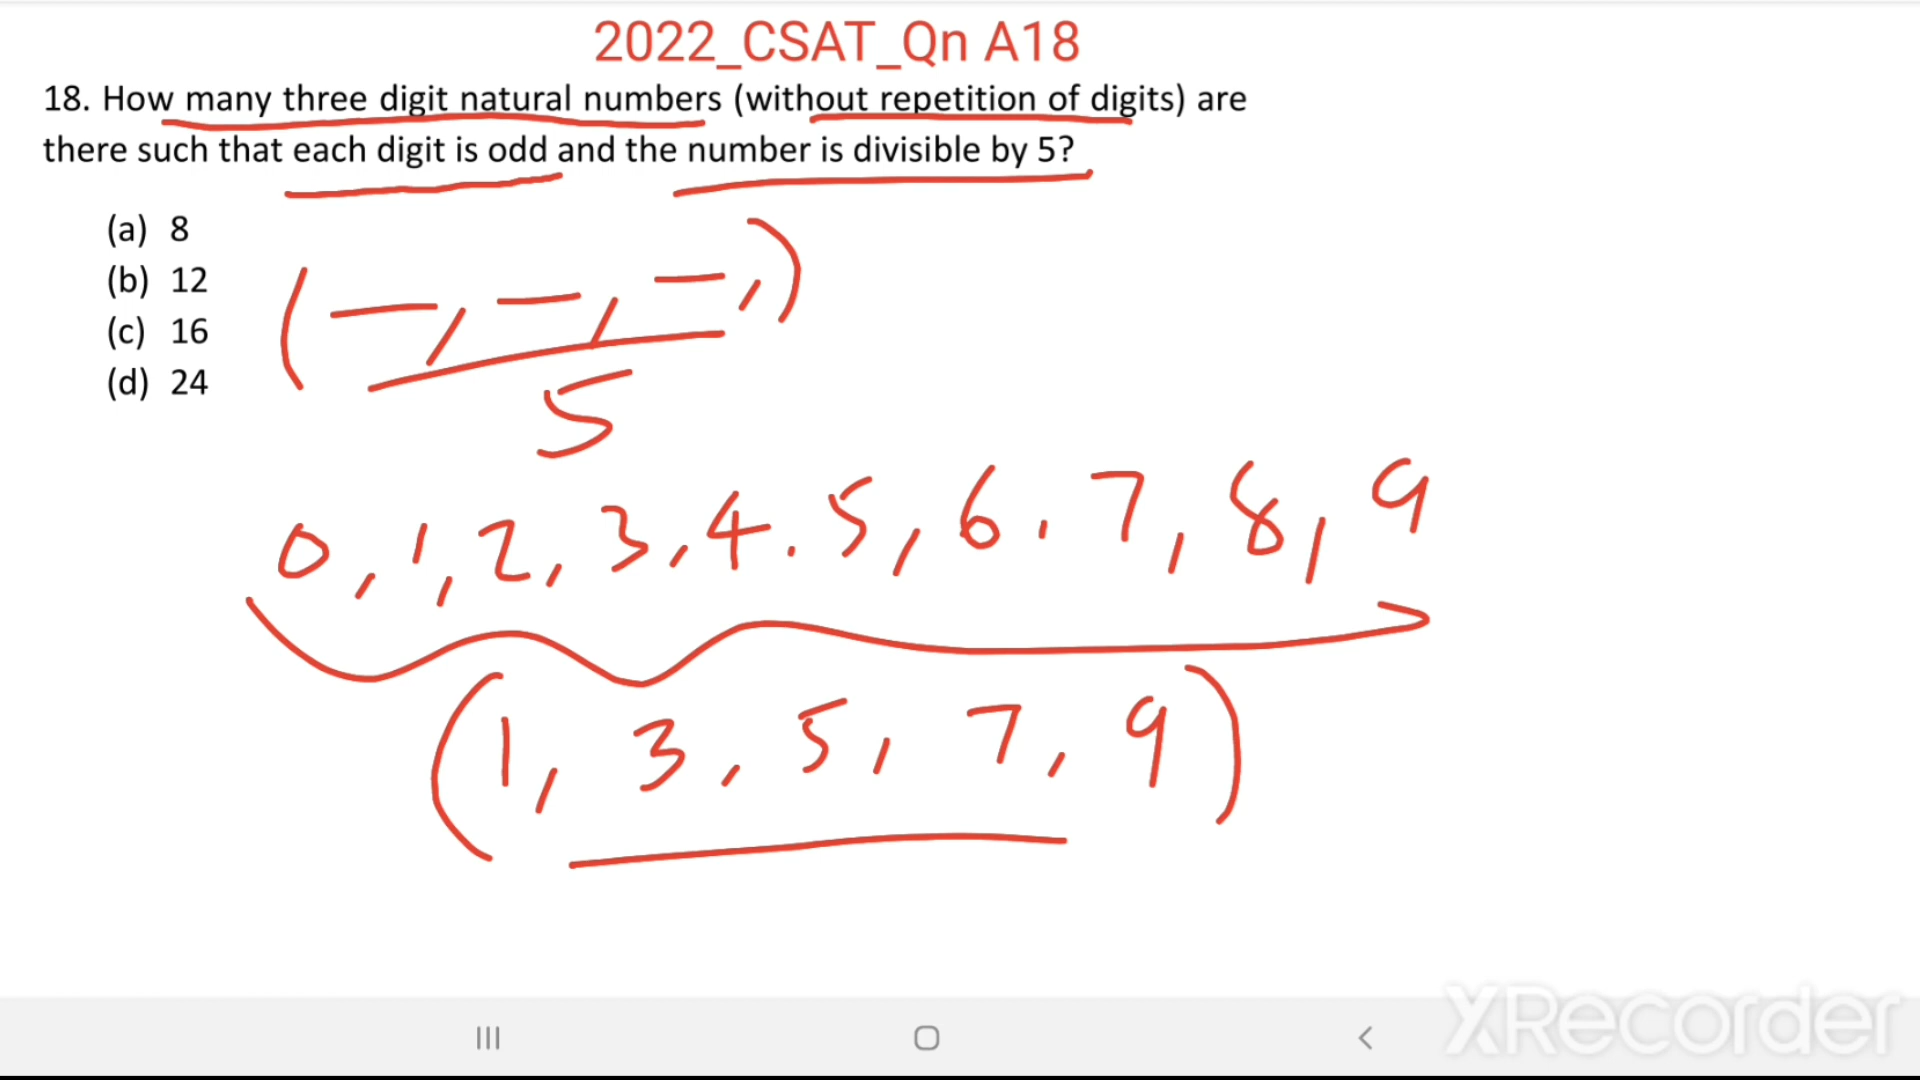 2022_CSAT_Qn A18
18. How many three digit natural numbers (without repetition of digits) are
there such that each digit is odd and the number is divisible by 5?
(a) 8
(b) 12
(c) 16
(d) 24
(–, –, –,)
5
0, 1, 2, 3, 4. 5, 6. 7, 8, 9
(1, 3, 5, 7, 9)
XRecorder